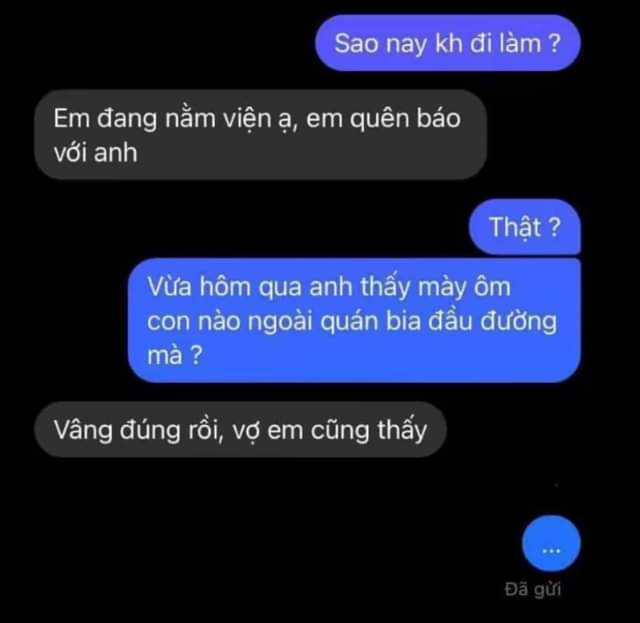 Sao nay kh đi làm ?
Em đang nằm viện ạ, em quên báo
với anh
Thật ?
Vừa hôm qua anh thấy mày ôm
con nào ngoài quán bia đầu đường
mà ?
Vâng đúng rồi, vợ em cũng thấy
...
Đã gửi